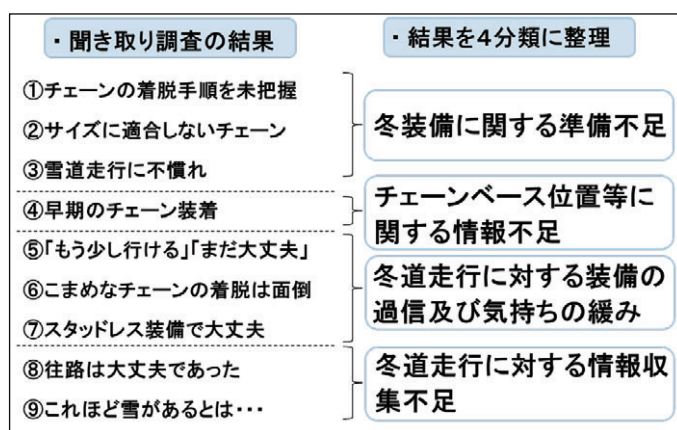 ・聞き取り調査の結果
①チェーンの着脱手順を未把握
②サイズに適合しないチェーン
③雪道走行に不慣れ
④早期のチェーン装着
⑤「もう少し行ける」「まだ大丈夫」
⑥こまめなチェーンの着脱は面倒
⑦スタッドレス装備で大丈夫
⑧往路は大丈夫であった
⑨これほど雪があるとは・・・
・結果を4分類に整理
冬装備に関する準備不足
チェーンベース位置等に
関する情報不足
冬道走行に対する装備の
過信及び気持ちの緩み
冬道走行に対する情報収
集不足